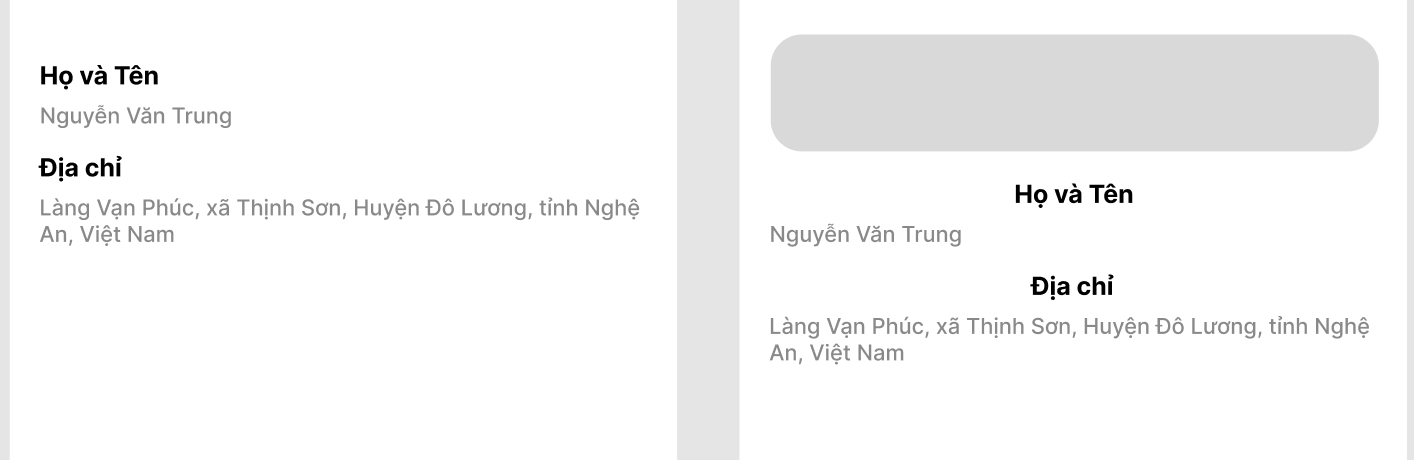 Họ và Tên
Nguyễn Văn Trung
Địa chỉ
Làng Vạn Phúc, xã Thịnh Sơn, Huyện Đô Lương, tỉnh Nghệ
An, Việt Nam
Họ và Tên
Nguyễn Văn Trung
Địa chỉ
Làng Vạn Phúc, xã Thịnh Sơn, Huyện Đô Lương, tỉnh Nghệ
An, Việt Nam